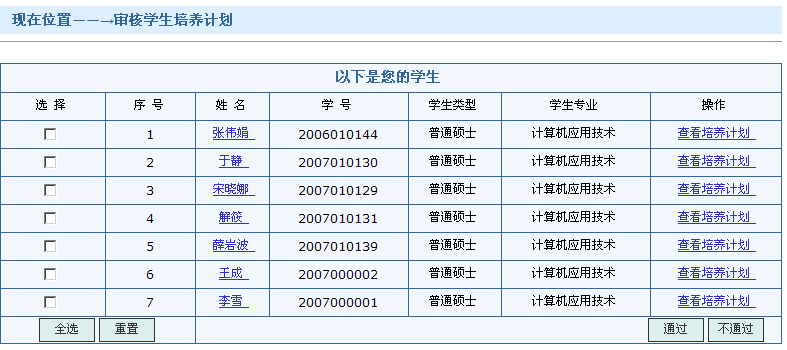 现在位置——→审核学生培养计划
以下是您的学生
选 择 序 号 姓 名 学 号 学生类型 学生专业 操作
1 张伟娟 2006010144 普通硕士 计算机应用技术 查看培养计划
2 于静 2007010130 普通硕士 计算机应用技术 查看培养计划
3 宋晓娜 2007010129 普通硕士 计算机应用技术 查看培养计划
4 解筱 2007010131 普通硕士 计算机应用技术 查看培养计划
5 薛岩波 2007010139 普通硕士 计算机应用技术 查看培养计划
6 王成 2007000002 普通硕士 计算机应用技术 查看培养计划
7 李雪 2007000001 普通硕士 计算机应用技术 查看培养计划
全选 重置 通过 不通过